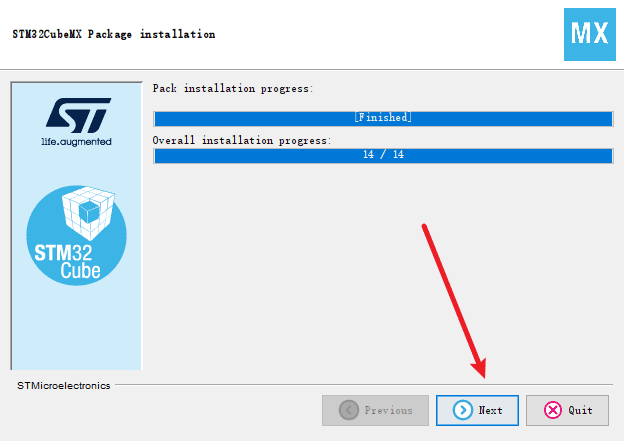 STM32CubeMX Package installation
MX
Pack installation progress:
[Finished]
Overall installation progress:
14 / 14
ST
life.augmented
STM32
Cube
STMicroelectronics
Previous
Next
Quit